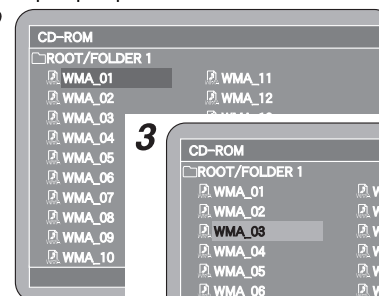 CD-ROM
ROOT/FOLDER 1
WMA_01 WMA_11
WMA_02 WMA_12
WMA_03
WMA_04
WMA_05
WMA_06
WMA_07
WMA_08
WMA_09
WMA_10
3
CD-ROM
ROOT/FOLDER 1
WMA_01
WMA_02
WMA_03
WMA_04
WMA_05
WMA_06